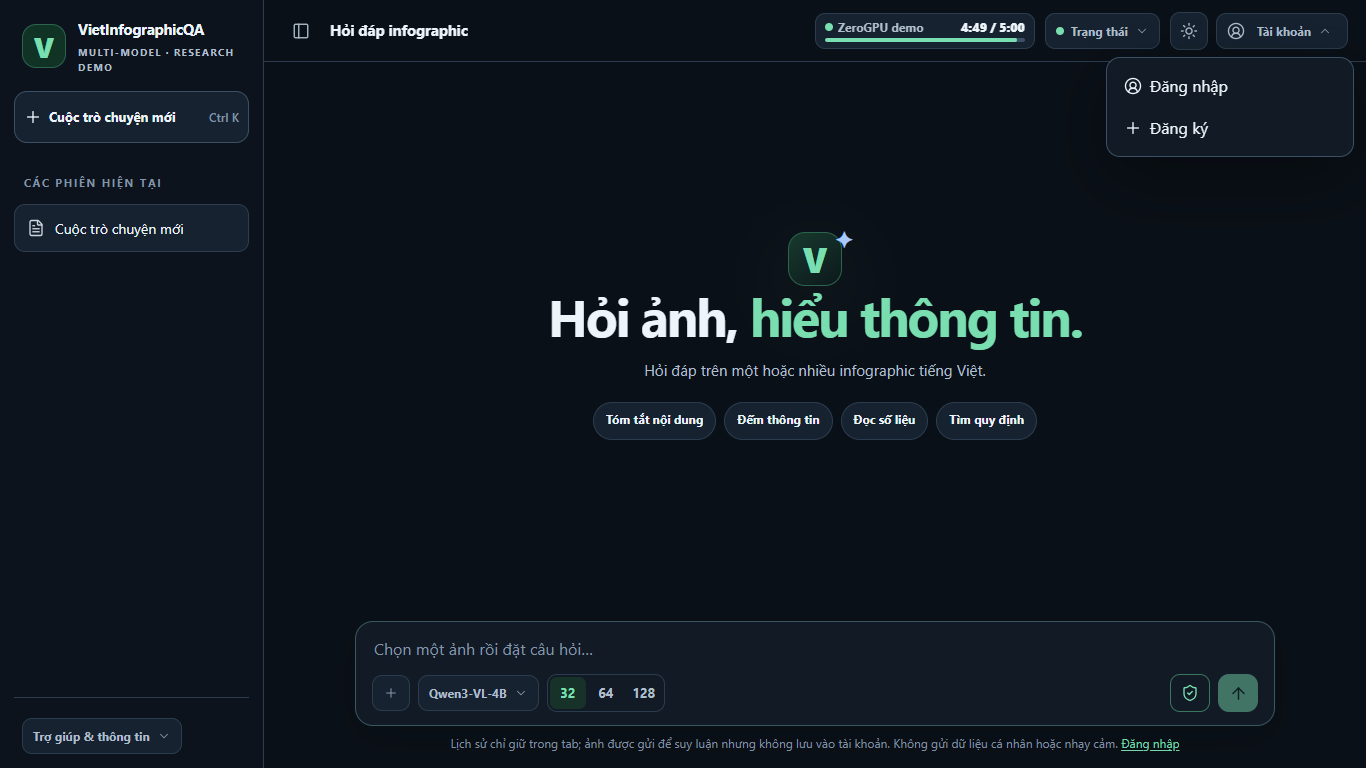 V
VietInfographicQA
MULTI-MODEL · RESEARCH
DEMO
Cuộc trò chuyện mới
Ctrl K
CÁC PHIÊN HIỆN TẠI
Cuộc trò chuyện mới
Trợ giúp & thông tin
Hỏi đáp infographic
ZeroGPU demo 4:49 / 5:00
Trạng thái
Tài khoản
Đăng nhập
Đăng ký
V
Hỏi ảnh, hiểu thông tin.
Hỏi đáp trên một hoặc nhiều infographic tiếng Việt.
Tóm tắt nội dung
Đếm thông tin
Đọc số liệu
Tìm quy định
Chọn một ảnh rồi đặt câu hỏi...
Qwen3-VL-4B
32 64 128
Lịch sử chỉ giữ trong tab; ảnh được gửi để suy luận nhưng không lưu vào tài khoản. Không gửi dữ liệu cá nhân hoặc nhạy cảm. Đăng nhập